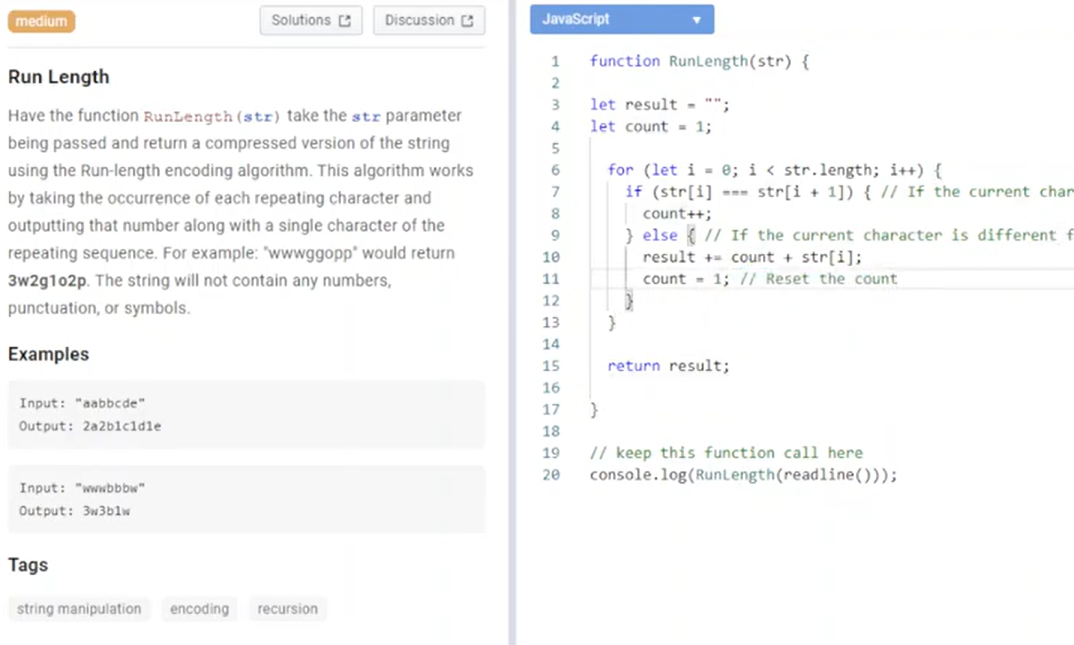 medium
Solutions
Discussion
Run Length
Have the function RunLength(str) take the str parameter
being passed and return a compressed version of the string
using the Run-length encoding algorithm. This algorithm works
by taking the occurrence of each repeating character and
outputting that number along with a single character of the
repeating sequence. For example: "wwwggopp" would return
3w2g1o2p. The string will not contain any numbers,
punctuation, or symbols.
Examples
Input: "aabbcde"
Output: 2a2b1c1d1e
Input: "wwwbbbw"
Output: 3w3b1w
Tags
string manipulation
encoding
recursion
JavaScript
1 function RunLength(str) {
2
3 let result = "";
4 let count = 1;
5
6 for (let i = 0; i < str.length; i++) {
7 if (str[i] === str[i + 1]) { // If the current char
8 count++;
9 } else { // If the current character is different f
10 result += count + str[i];
11 count = 1; // Reset the count
12 }
13 }
14
15 return result;
16
17 }
18
19 // keep this function call here
20 console.log(RunLength(readline()));